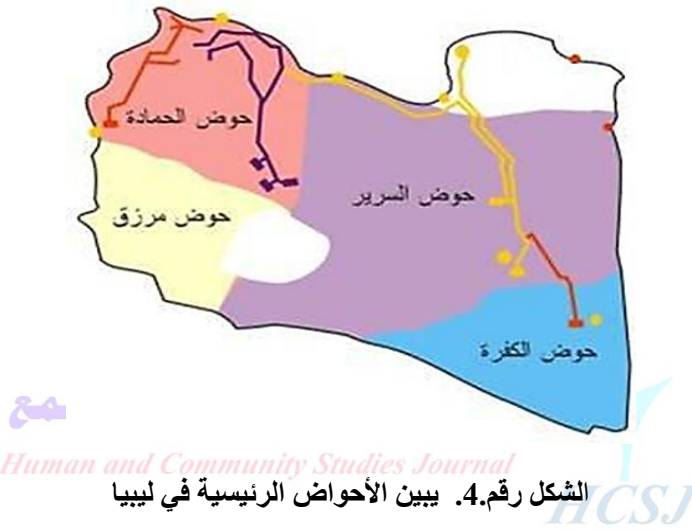 حوض الحمادة
حوض السرير
حوض مرزق
حوض الكفرة
مع
Human and Community Studies Journal
الشكل رقم.4. يبين الأحواض الرئيسية في ليبيا
HCSJ